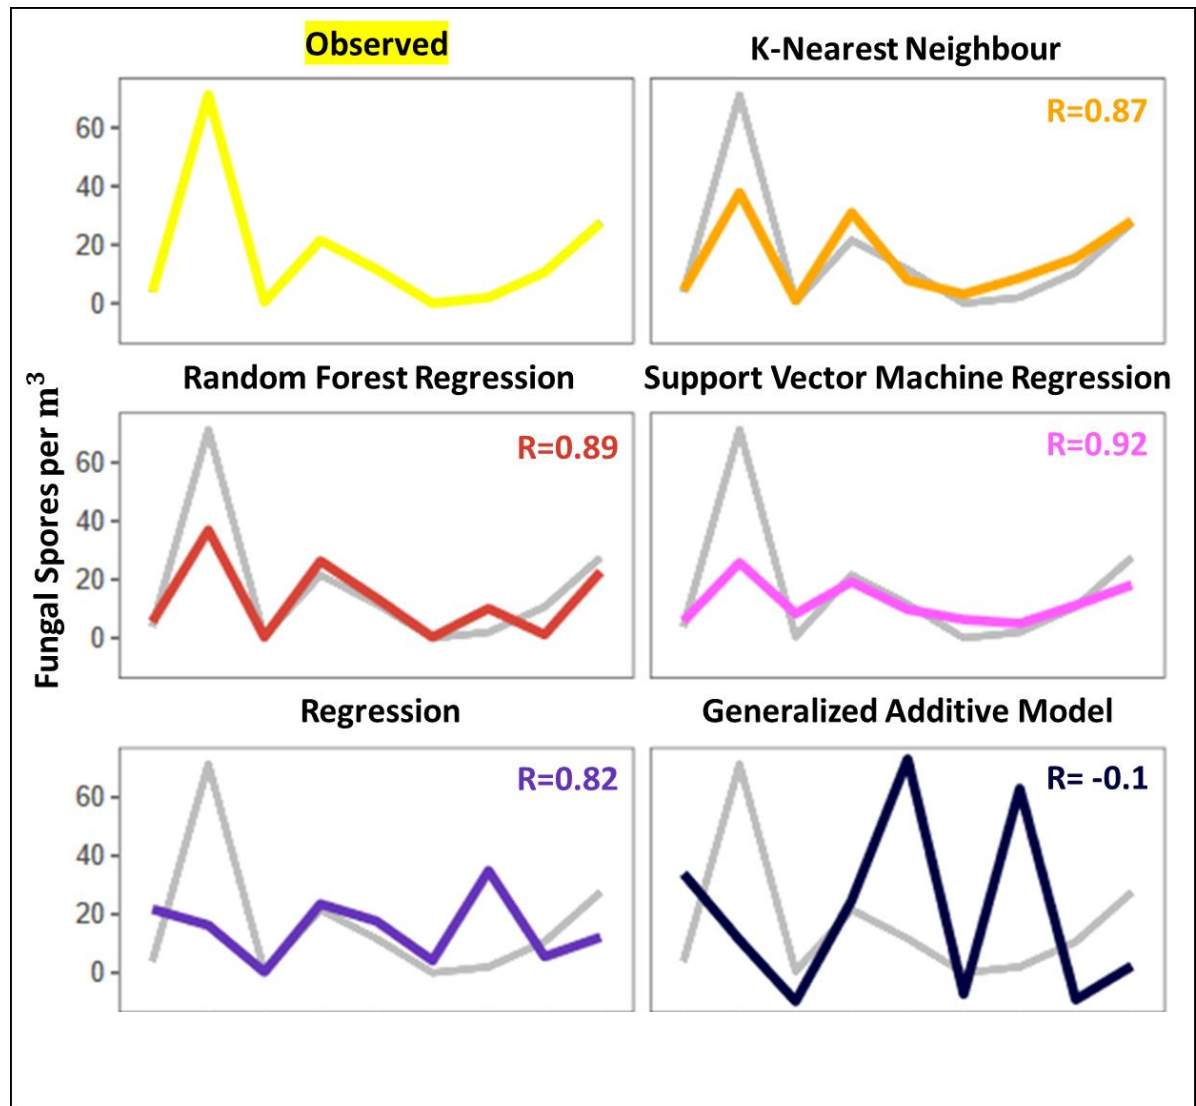 Observed
K-Nearest Neighbour
60
40
20
0
R=0.87
Random Forest Regression
Support Vector Machine Regression
Fungal Spores per m³
60
40
20
0
R=0.89
R=0.92
Regression
Generalized Additive Model
60
40
20
0
R=0.82
R= -0.1